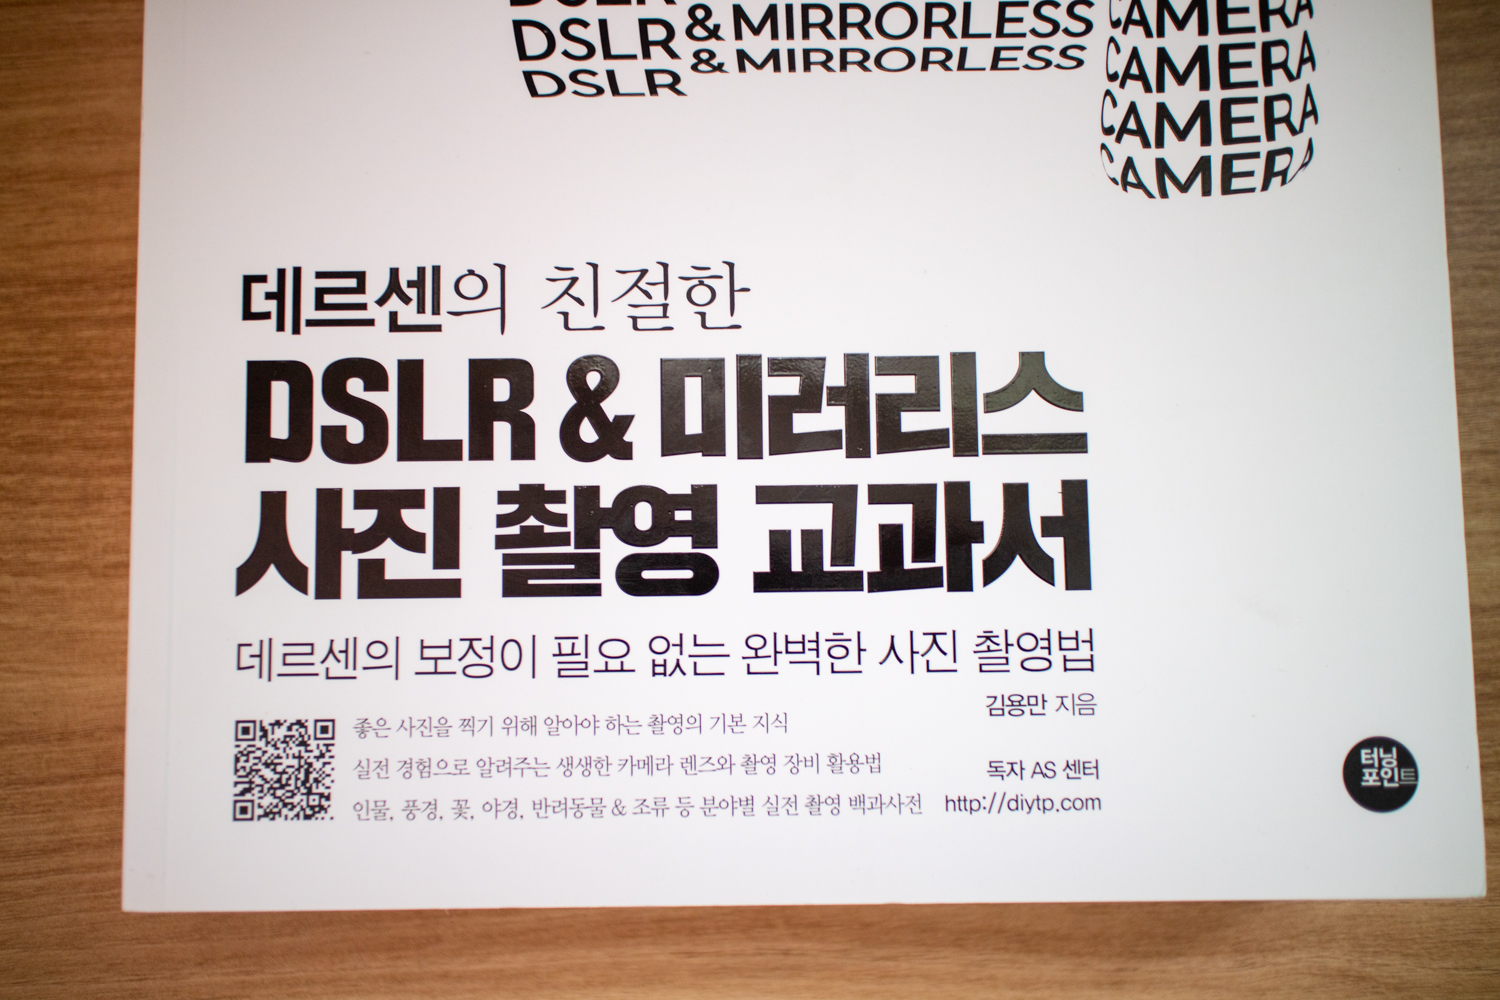 DSLR
DSLR & MIRRORLESS
DSLR & MIRRORLESS
CAMERA
CAMERA
CAMERA
CAMERA
데르센의 친절한
DSLR & 미러리스
사진 촬영 교과서
데르센의 보정이 필요 없는 완벽한 사진 촬영법
김용만 지음
좋은 사진을 찍기 위해 알아야 하는 촬영의 기본 지식
실전 경험으로 알려주는 생생한 카메라 렌즈와 촬영 장비 활용법
인물, 풍경, 꽃, 야경, 반려동물 & 조류 등 분야별 실전 촬영 백과사전
독자 AS 센터
http://diytp.com
터닝
포인트